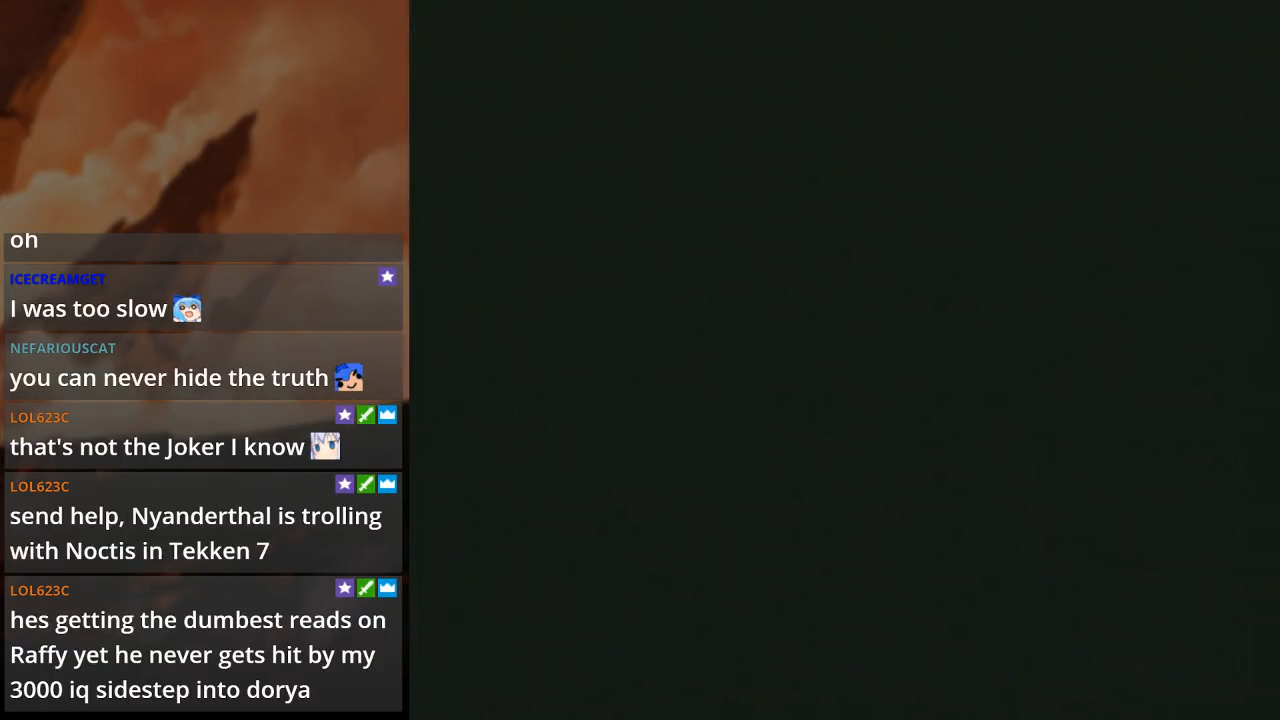 oh
ICECREAMGET
I was too slow
NEFARIOUSCAT
you can never hide the truth
LOL623C
that's not the Joker I know
LOL623C
send help, Nyanderthal is trolling
with Noctis in Tekken 7
LOL623C
hes getting the dumbest reads on
Raffy yet he never gets hit by my
3000 iq sidestep into dorya